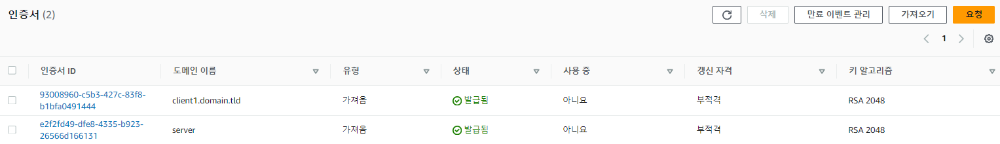 인증서 (2)
삭제
만료 이벤트 관리
가져오기
요청
1
인증서 ID
도메인 이름
유형
상태
사용 중
갱신 자격
키 알고리즘
93008960-c5b3-427c-83f8-
b1bfa0491444
client1.domain.tld
가져옴
발급됨
아니요
부적격
RSA 2048
e2f2fd49-dfe8-4335-b923-
26566d166131
server
가져옴
발급됨
아니요
부적격
RSA 2048